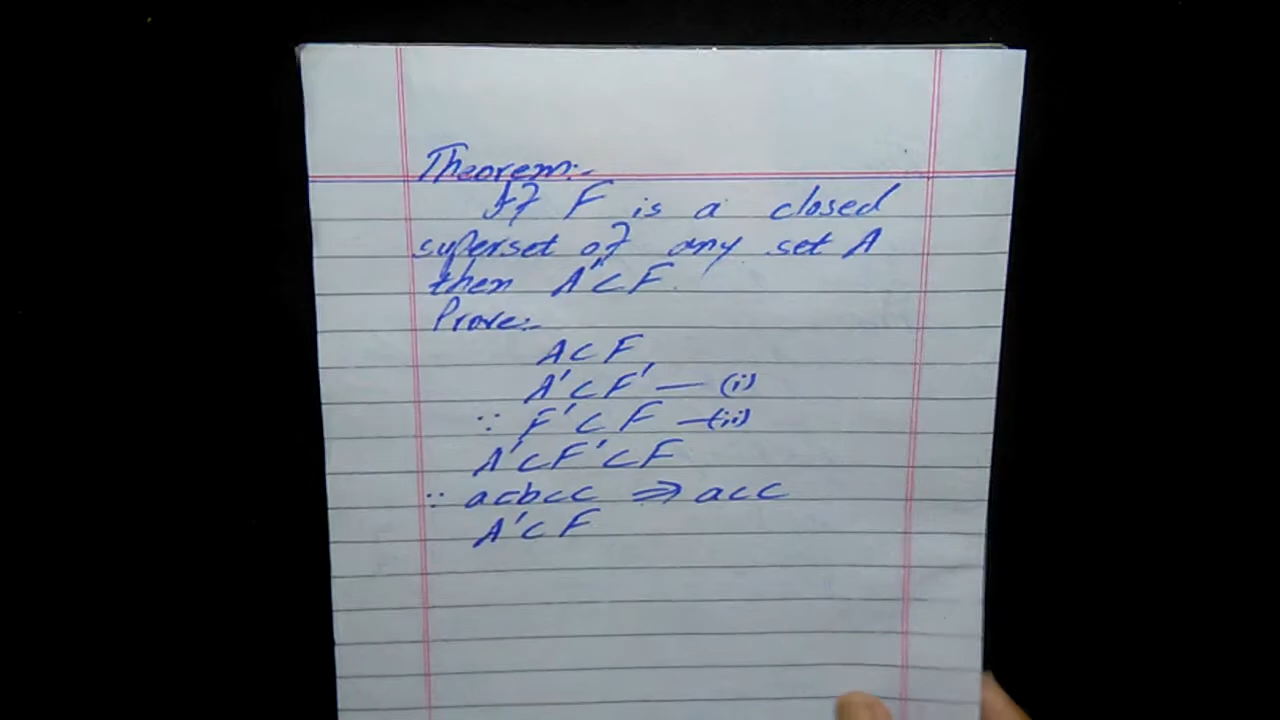 Theorem:-
If F is a closed
superset of any set A
then A'⊂F.
Prove:-
A⊂F,
A'⊂F' — (i)
∵ F'⊂F —(ii)
A'⊂F'⊂F
∵ a⊂b⊂c ⇒ a⊂c
A'⊂F